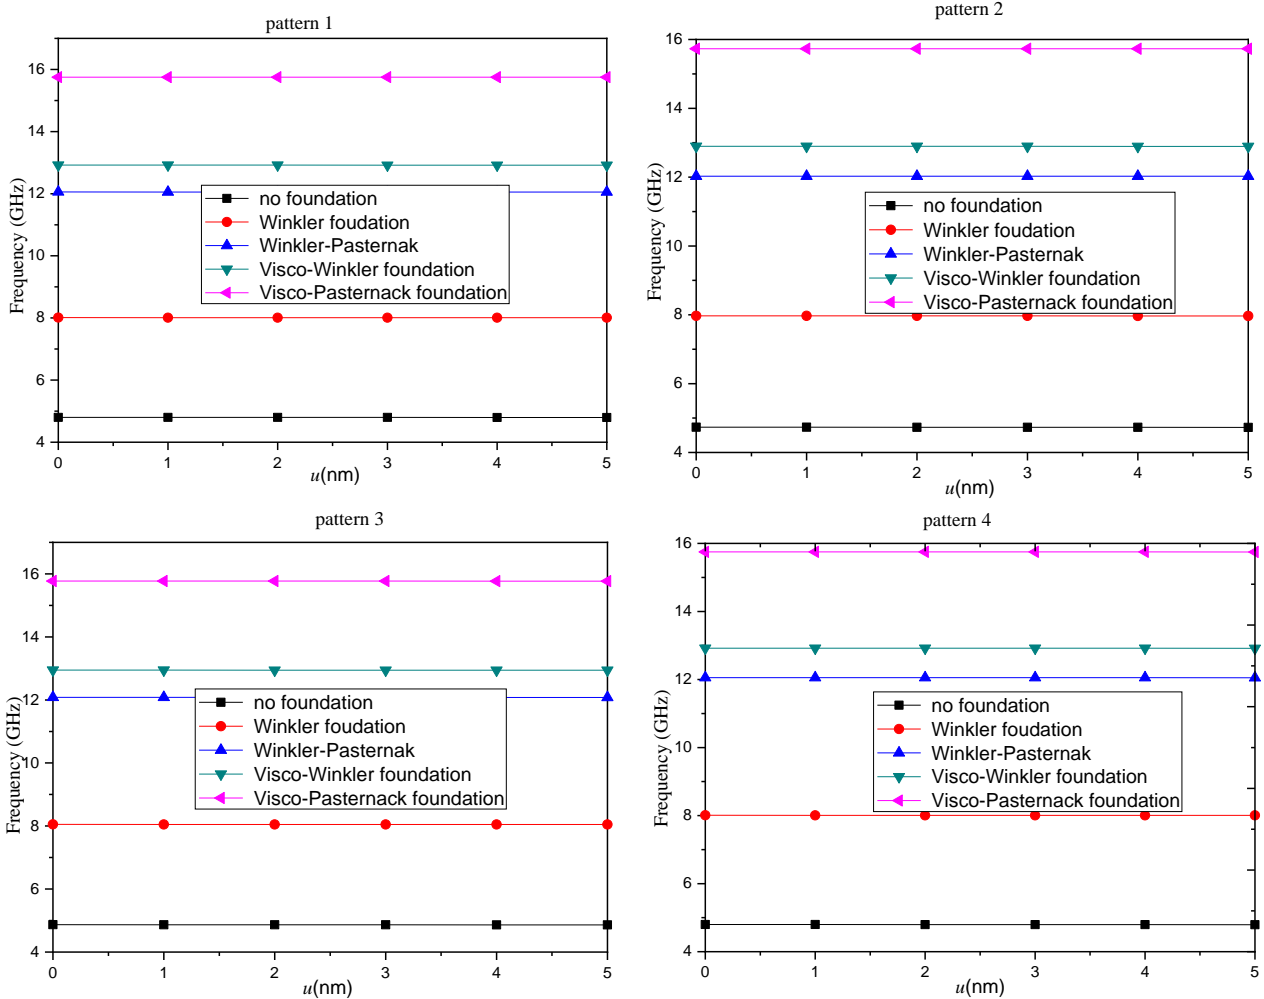 pattern 1
16
14
12
10
8
6
4
Frequency (GHz)
no foundation
Winkler foudation
Winkler-Pasternak
Visco-Winkler foundation
Visco-Pasternack foundation
0 1 2 3 4 5
u(nm)
pattern 2
16
14
12
10
8
6
4
Frequency (GHz)
no foundation
Winkler foudation
Winkler-Pasternak
Visco-Winkler foundation
Visco-Pasternack foundation
0 1 2 3 4 5
u(nm)
pattern 3
16
14
12
10
8
6
4
Frequency (GHz)
no foundation
Winkler foudation
Winkler-Pasternak
Visco-Winkler foundation
Visco-Pasternack foundation
0 1 2 3 4 5
u(nm)
pattern 4
16
14
12
10
8
6
4
Frequency (GHz)
no foundation
Winkler foudation
Winkler-Pasternak
Visco-Winkler foundation
Visco-Pasternack foundation
0 1 2 3 4 5
u(nm)